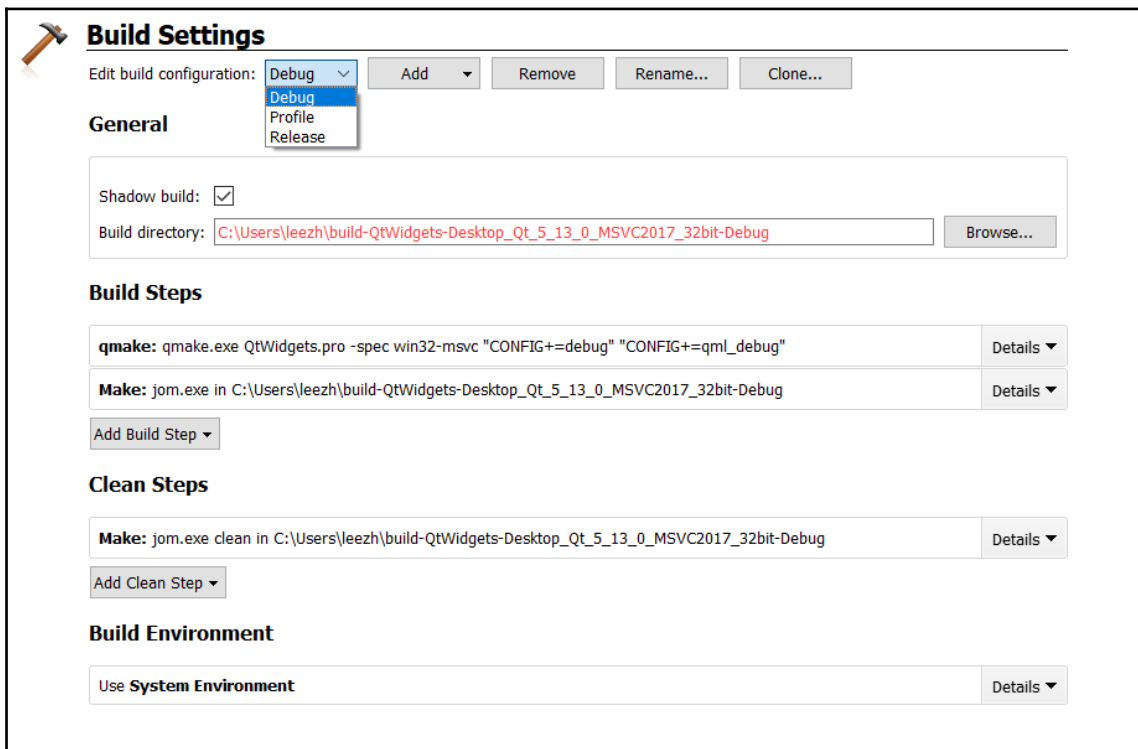 Build Settings
Edit build configuration: Debug Add Remove Rename... Clone...
Debug
Profile
Release
General
Shadow build:
Build directory: C:\Users\leezh\build-QtWidgets-Desktop_Qt_5_13_0_MSVC2017_32bit-Debug Browse...
Build Steps
qmake: qmake.exe QtWidgets.pro -spec win32-msvc "CONFIG+=debug" "CONFIG+=qml_debug" Details
Make: jom.exe in C:\Users\leezh\build-QtWidgets-Desktop_Qt_5_13_0_MSVC2017_32bit-Debug Details
Add Build Step
Clean Steps
Make: jom.exe clean in C:\Users\leezh\build-QtWidgets-Desktop_Qt_5_13_0_MSVC2017_32bit-Debug Details
Add Clean Step
Build Environment
Use System Environment Details